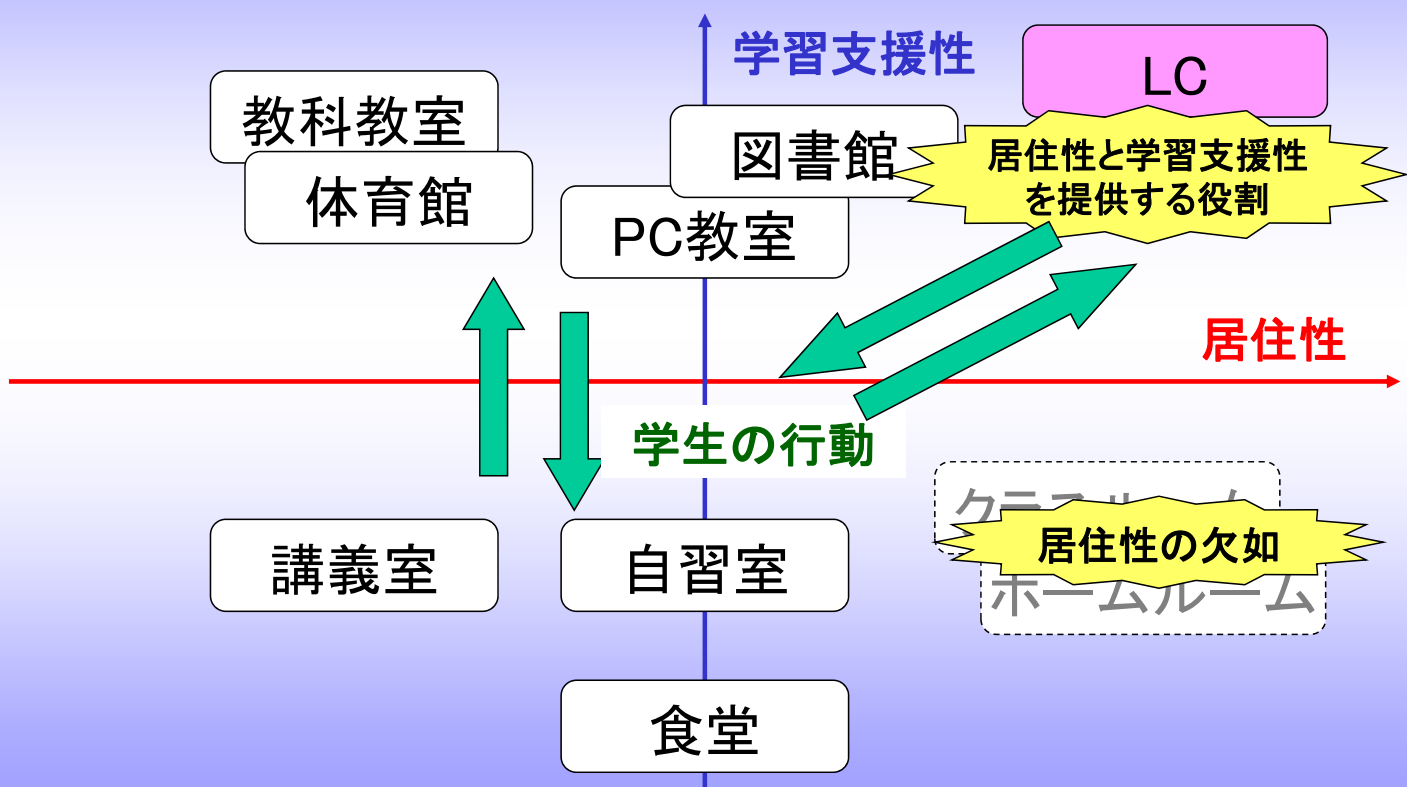 学習支援性
LC
教科教室
図書館
居住性と学習支援性
を提供する役割
体育館
PC教室
居住性
学生の行動
居住性の欠如
講義室
自習室
ホームルーム
食堂